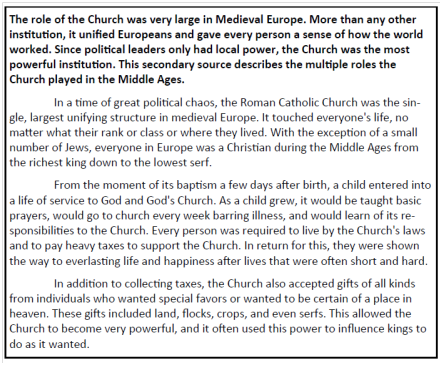 The role of the Church was very large in Medieval Europe. More than any other
institution, it unified Europeans and gave every person a sense of how the world
worked. Since political leaders only had local power, the Church was the most
powerful institution. This secondary source describes the multiple roles the
Church played in the Middle Ages.
In a time of great political chaos, the Roman Catholic Church was the sin-
gle, largest unifying structure in medieval Europe. It touched everyone's life, no
matter what their rank or class or where they lived. With the exception of a small
number of Jews, everyone in Europe was a Christian during the Middle Ages from
the richest king down to the lowest serf.
From the moment of its baptism a few days after birth, a child entered into
a life of service to God and God's Church. As a child grew, it would be taught basic
prayers, would go to church every week barring illness, and would learn of its re-
sponsibilities to the Church. Every person was required to live by the Church's laws
and to pay heavy taxes to support the Church. In return for this, they were shown
the way to everlasting life and happiness after lives that were often short and hard.
In addition to collecting taxes, the Church also accepted gifts of all kinds
from individuals who wanted special favors or wanted to be certain of a place in
heaven. These gifts included land, flocks, crops, and even serfs. This allowed the
Church to become very powerful, and it often used this power to influence kings to
do as it wanted.